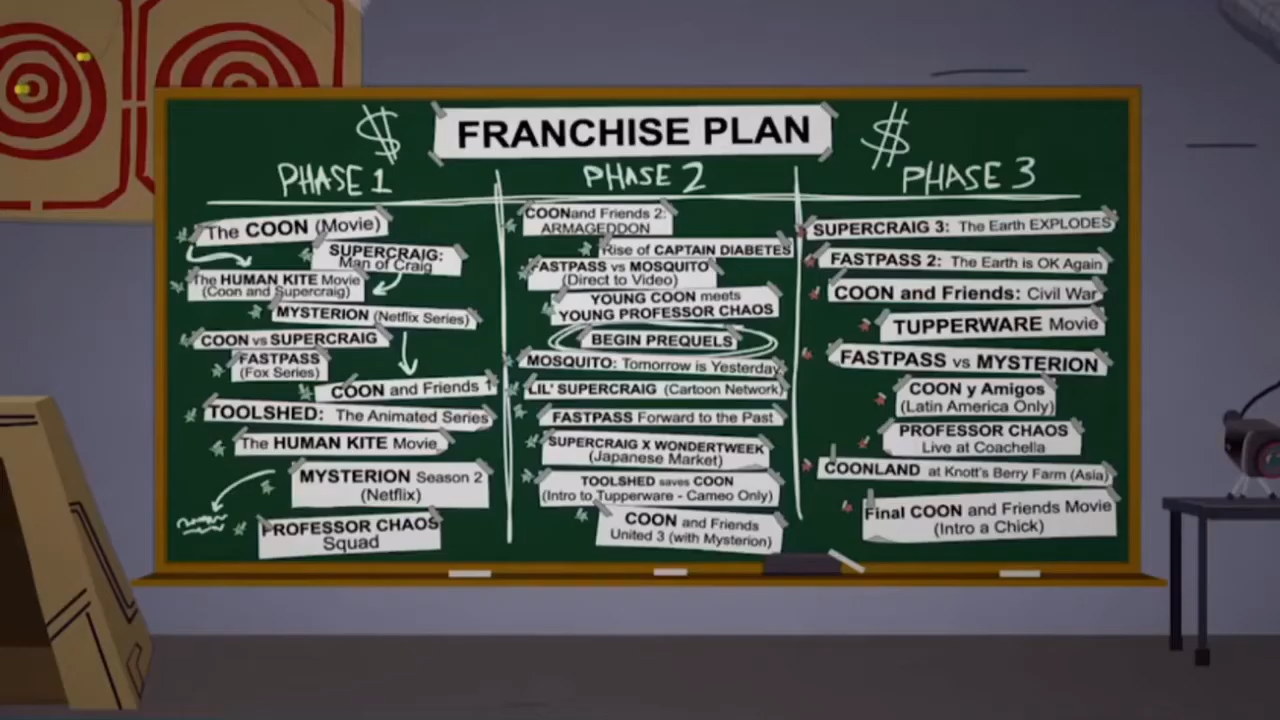 $ FRANCHISE PLAN $
PHASE 1
The COON (Movie)
SUPERCRAIG:
Man of Craig
The HUMAN KITE Movie
(Coon and Supercraig)
MYSTERION (Netflix Series)
COON vs SUPERCRAIG
FASTPASS
(Fox Series)
COON and Friends 1
TOOLSHED: The Animated Series
The HUMAN KITE Movie
MYSTERION Season 2
(Netflix)
PROFESSOR CHAOS
Squad
PHASE 2
COONand Friends 2:
ARMAGEDDON
Rise of CAPTAIN DIABETES
FASTPASS vs MOSQUITO
(Direct to Video)
YOUNG COON meets
YOUNG PROFESSOR CHAOS
BEGIN PREQUELS
MOSQUITO: Tomorrow is Yesterday
LIL' SUPERCRAIG (Cartoon Network)
FASTPASS Forward to the Past
SUPERCRAIG X WONDERTWEEK
(Japanese Market)
TOOLSHED saves COON
(Intro to Tupperware - Cameo Only)
COON and Friends
United 3 (with Mysterion)
PHASE 3
SUPERCRAIG 3: The Earth EXPLODES
FASTPASS 2: The Earth is OK Again
COON and Friends: Civil War
TUPPERWARE Movie
FASTPASS vs MYSTERION
COON y Amigos
(Latin America Only)
PROFESSOR CHAOS
Live at Coachella
COONLAND at Knott's Berry Farm (Asia)
Final COON and Friends Movie
(Intro a Chick)